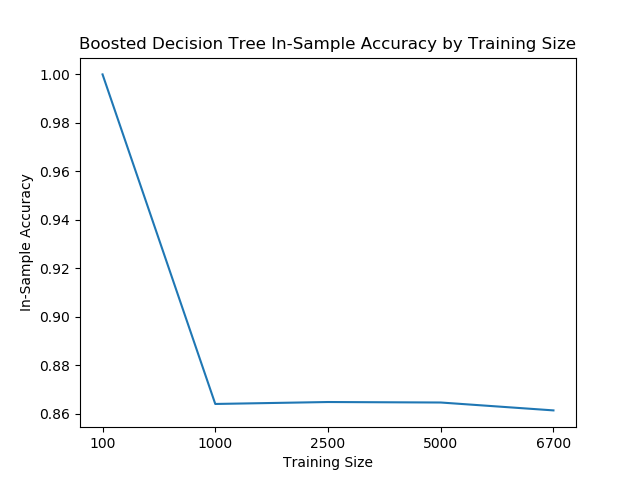 Boosted Decision Tree In-Sample Accuracy by Training Size
1.00
0.98
0.96
0.94
0.92
0.90
0.88
0.86
In-Sample Accuracy
100 1000 2500 5000 6700
Training Size